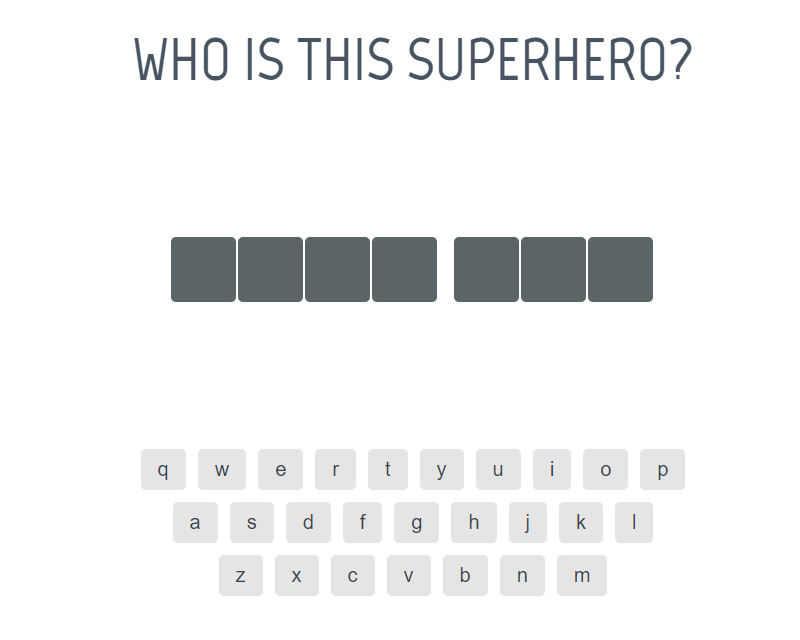 WHO IS THIS SUPERHERO?
q w e r t y u i o p
a s d f g h j k l
z x c v b n m